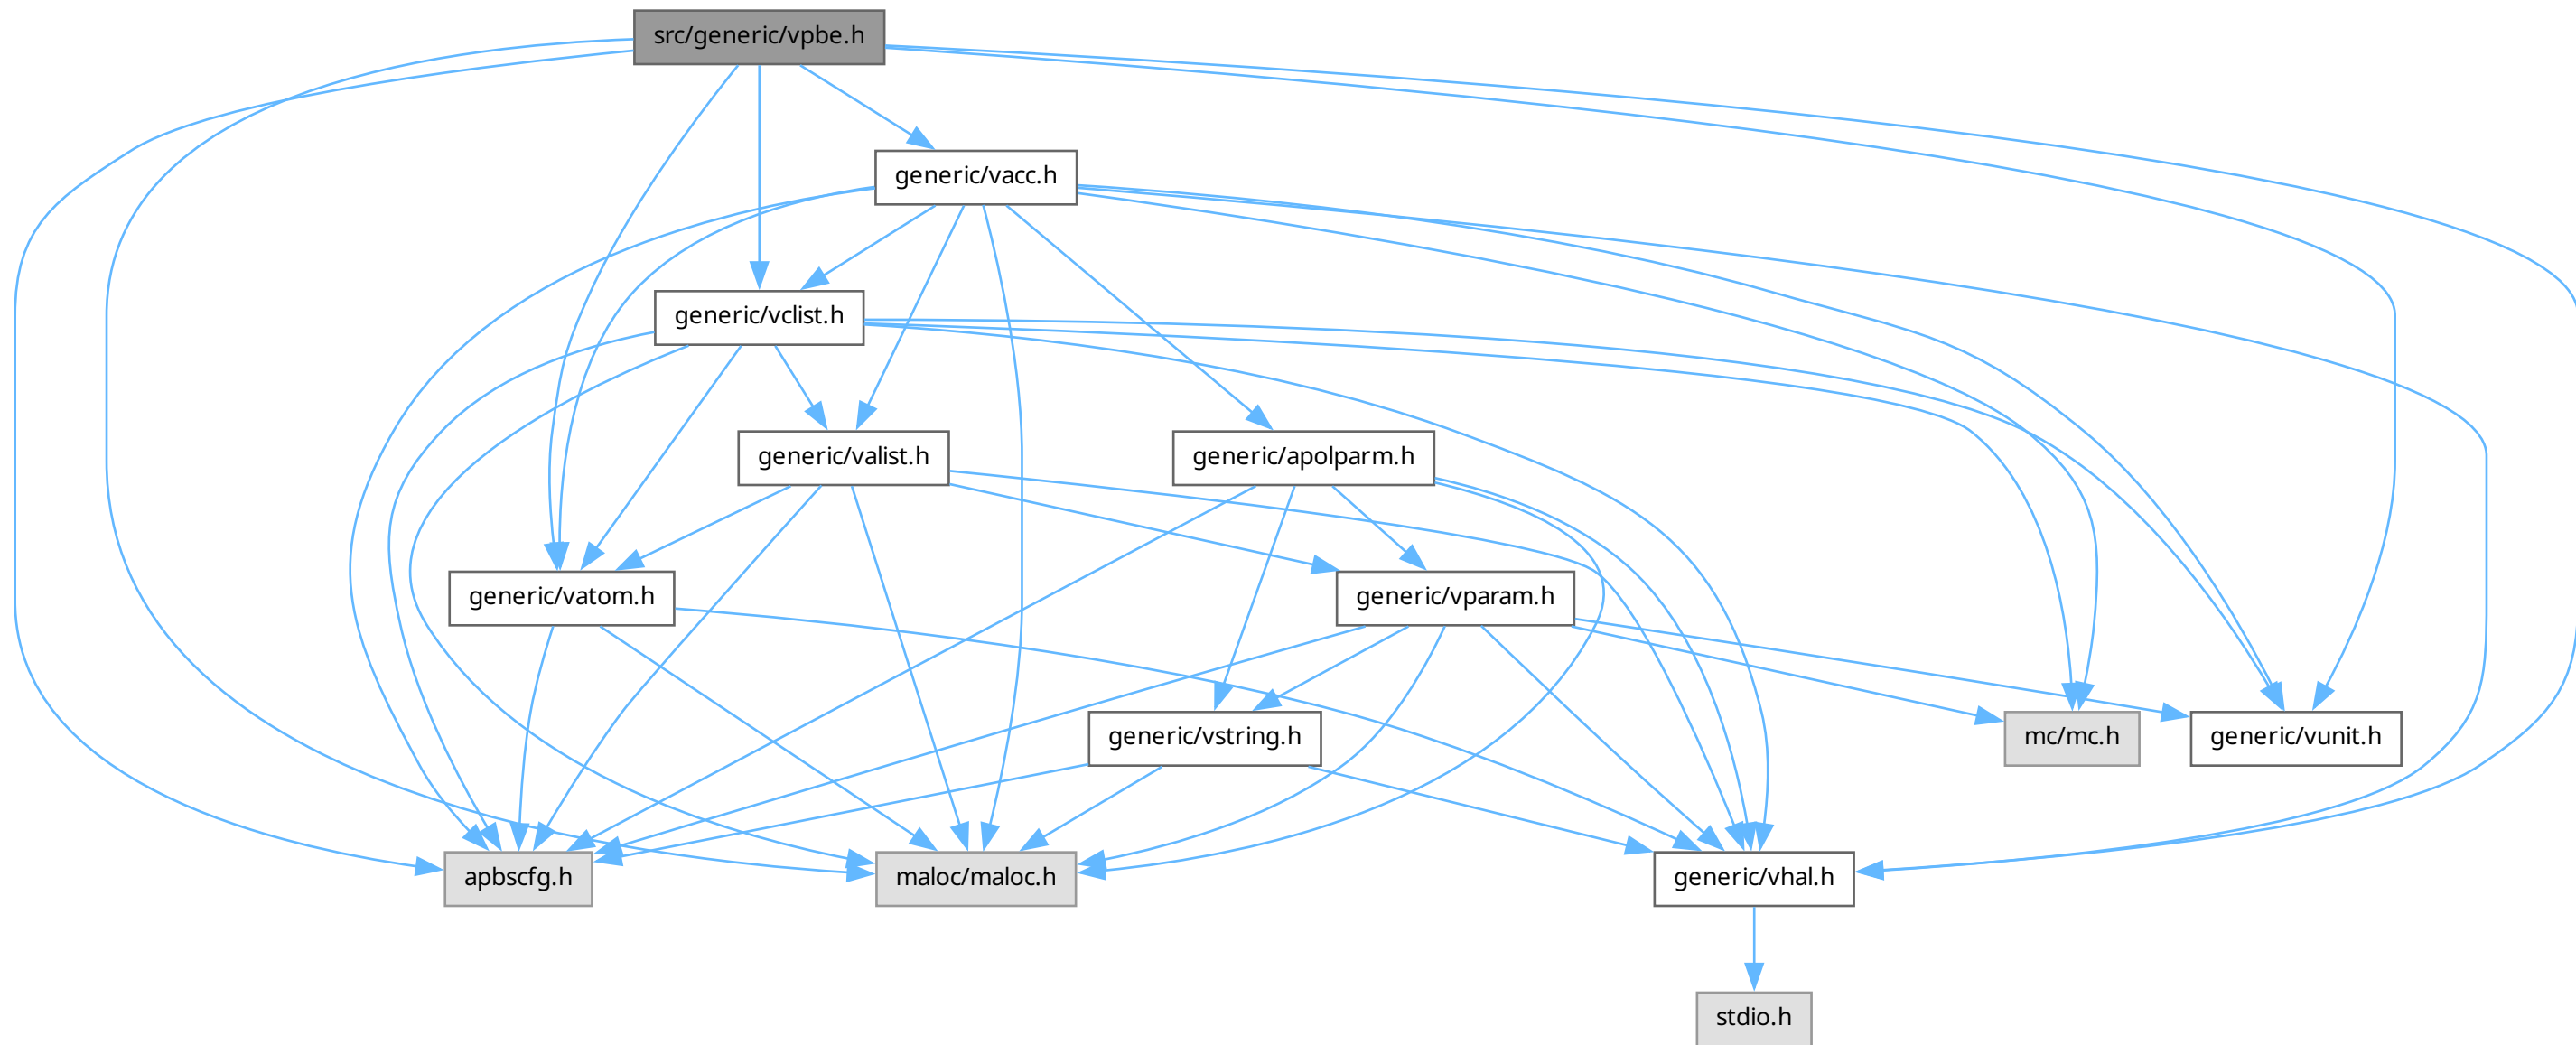 src/generic/vpbe.h
generic/vacc.h
generic/vclist.h
generic/valist.h
generic/apolparm.h
generic/vatom.h
generic/vparam.h
generic/vstring.h
mc/mc.h
generic/vunit.h
apbscfg.h
maloc/maloc.h
generic/vhal.h
stdio.h